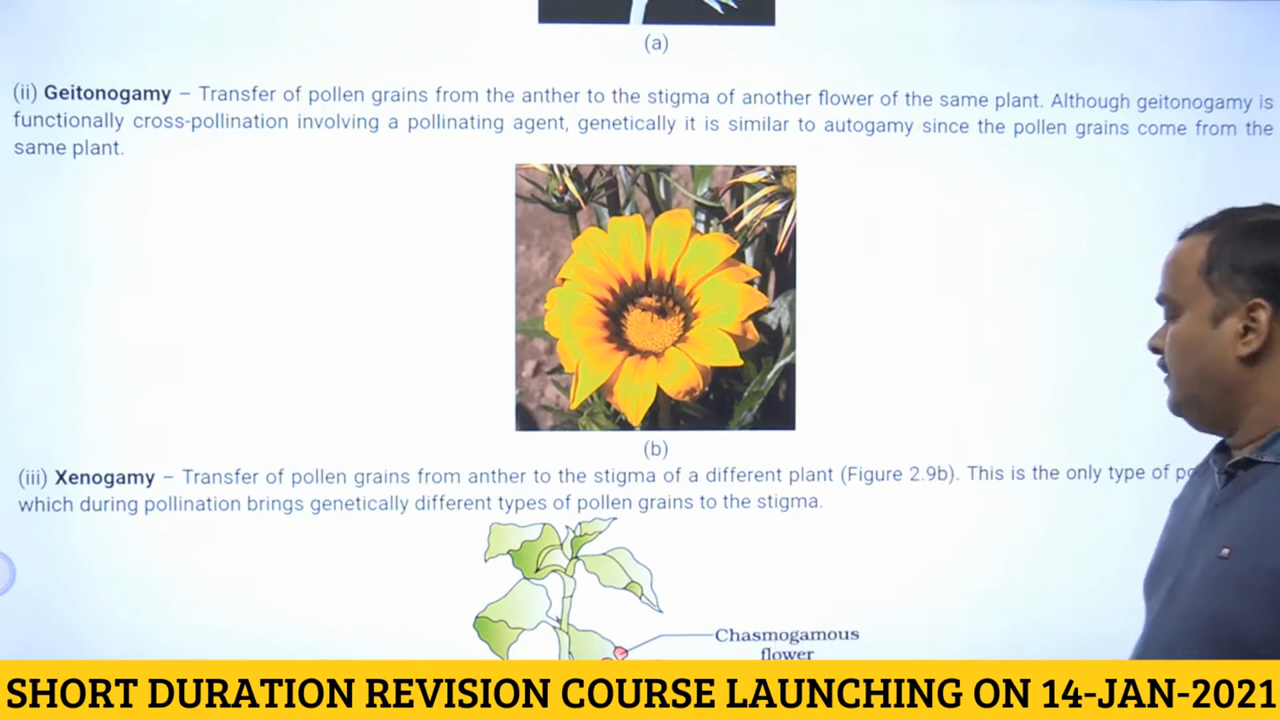 (a)
(ii) Geitonogamy – Transfer of pollen grains from the anther to the stigma of another flower of the same plant. Although geitonogamy is
functionally cross-pollination involving a pollinating agent, genetically it is similar to autogamy since the pollen grains come from the
same plant.
(b)
(iii) Xenogamy – Transfer of pollen grains from anther to the stigma of a different plant (Figure 2.9b). This is the only type of
which during pollination brings genetically different types of pollen grains to the stigma.
Chasmogamous
flower
SHORT DURATION REVISION COURSE LAUNCHING ON 14-JAN-2021